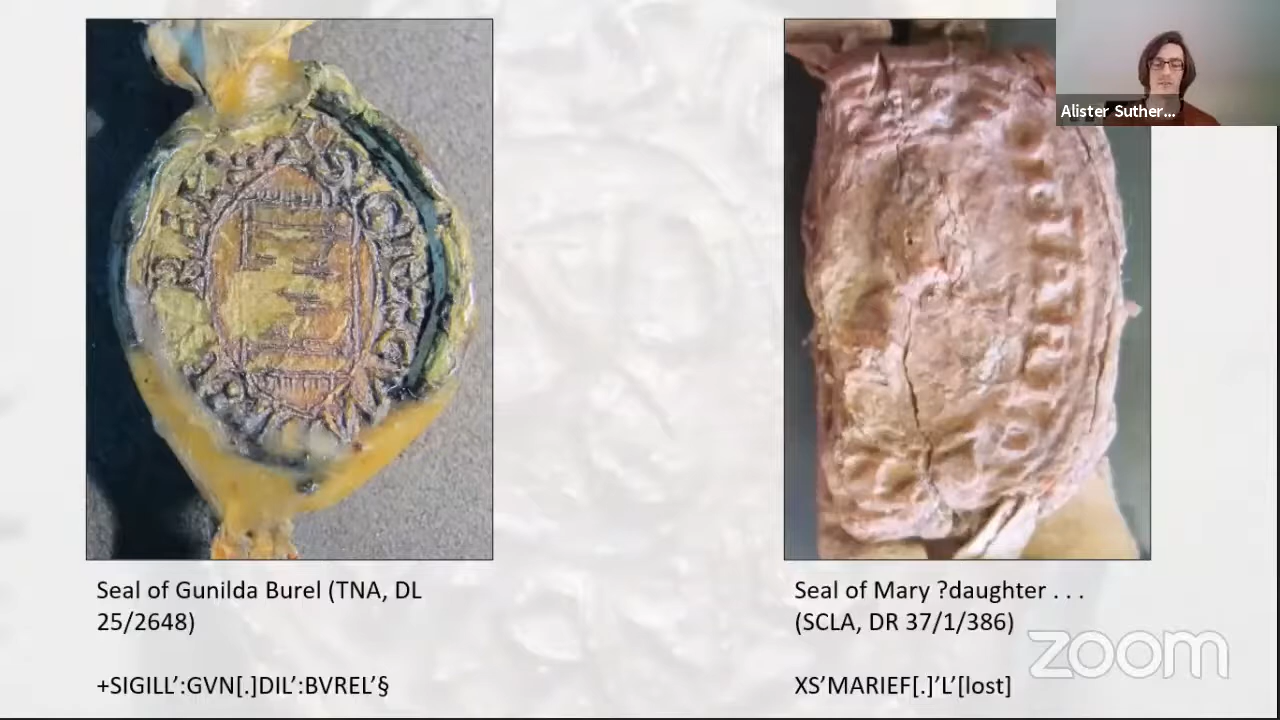 Alister Suther...
Seal of Gunilda Burel (TNA, DL
25/2648)
+SIGILL’:GVN[.]DIL’:BVREL’§
Seal of Mary ?daughter . . .
(SCLA, DR 37/1/386)
XS’MARIEF[.]’L’[lost]
zoom